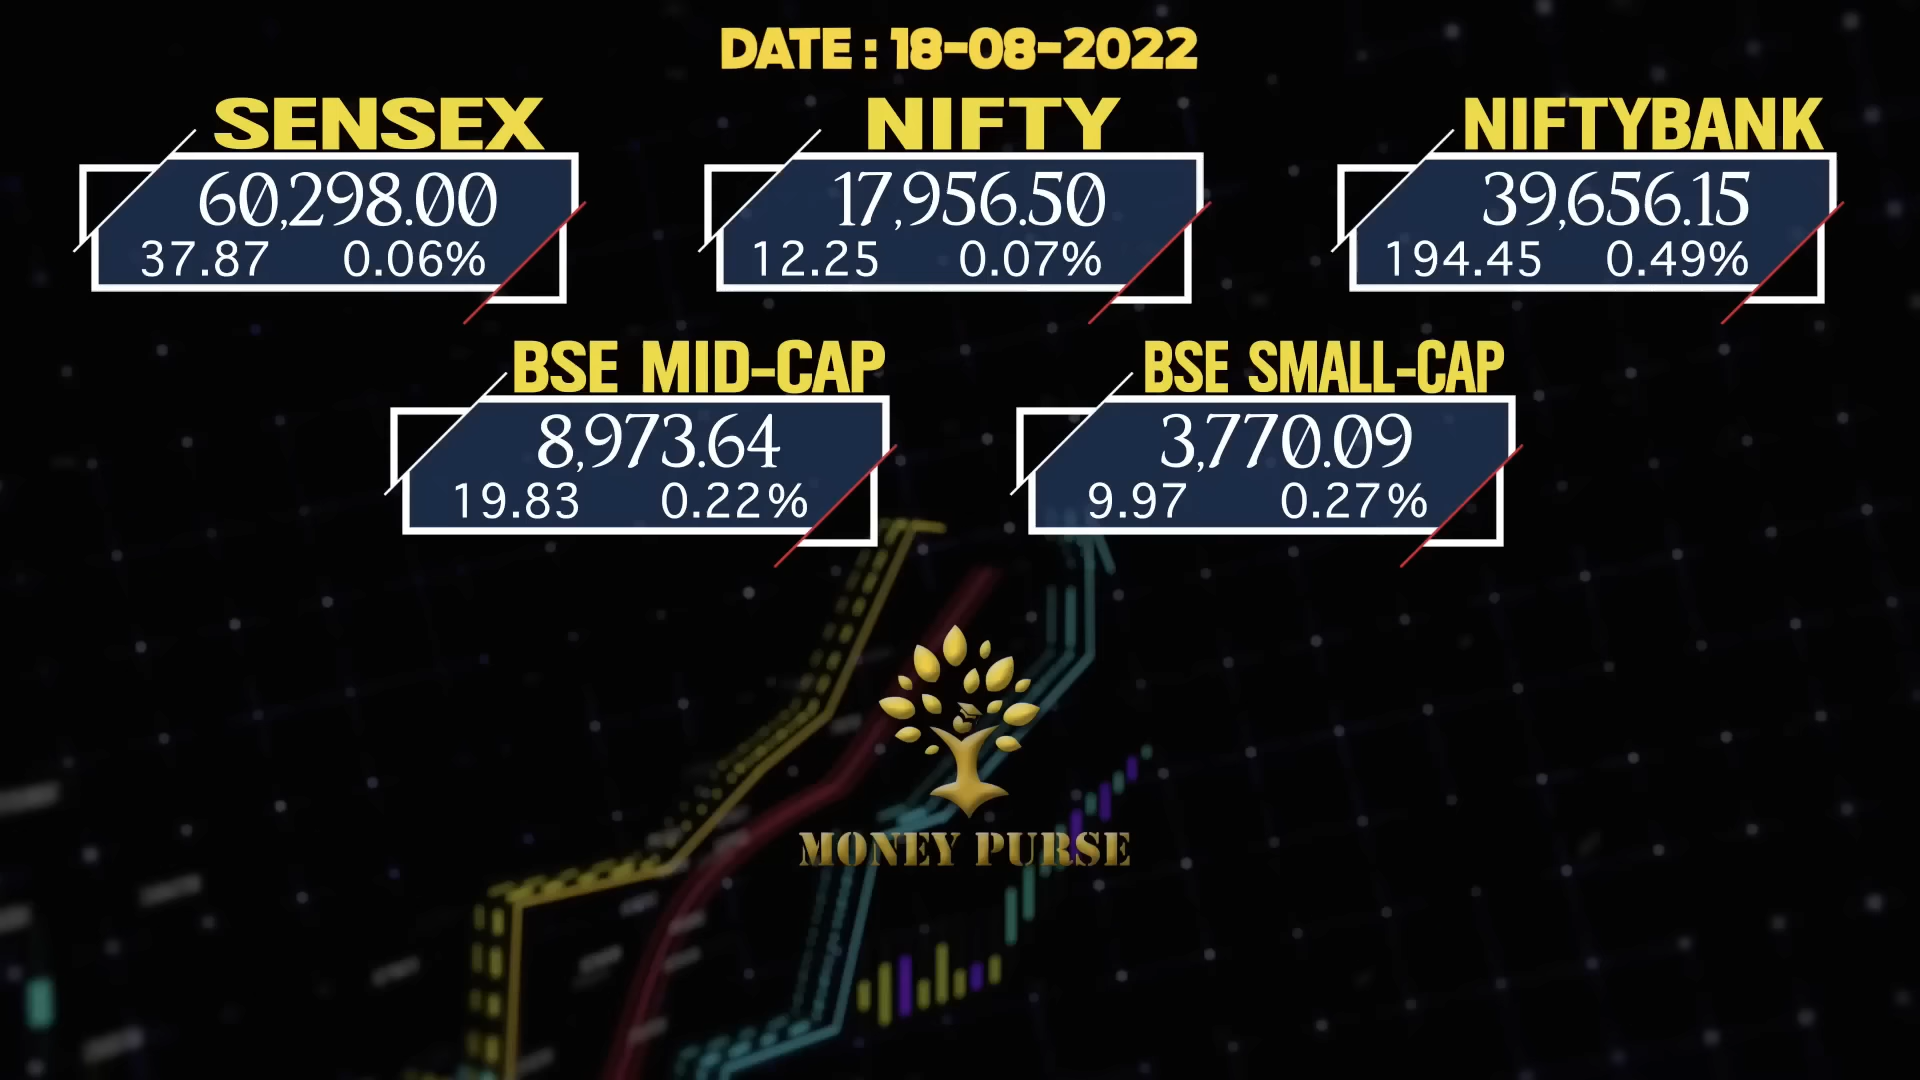 DATE : 18-08-2022
SENSEX
60,298.00
37.87 0.06%
NIFTY
17,956.50
12.25 0.07%
NIFTYBANK
39,656.15
194.45 0.49%
BSE MID-CAP
8,973.64
19.83 0.22%
BSE SMALL-CAP
3,770.09
9.97 0.27%
MONEY PURSE